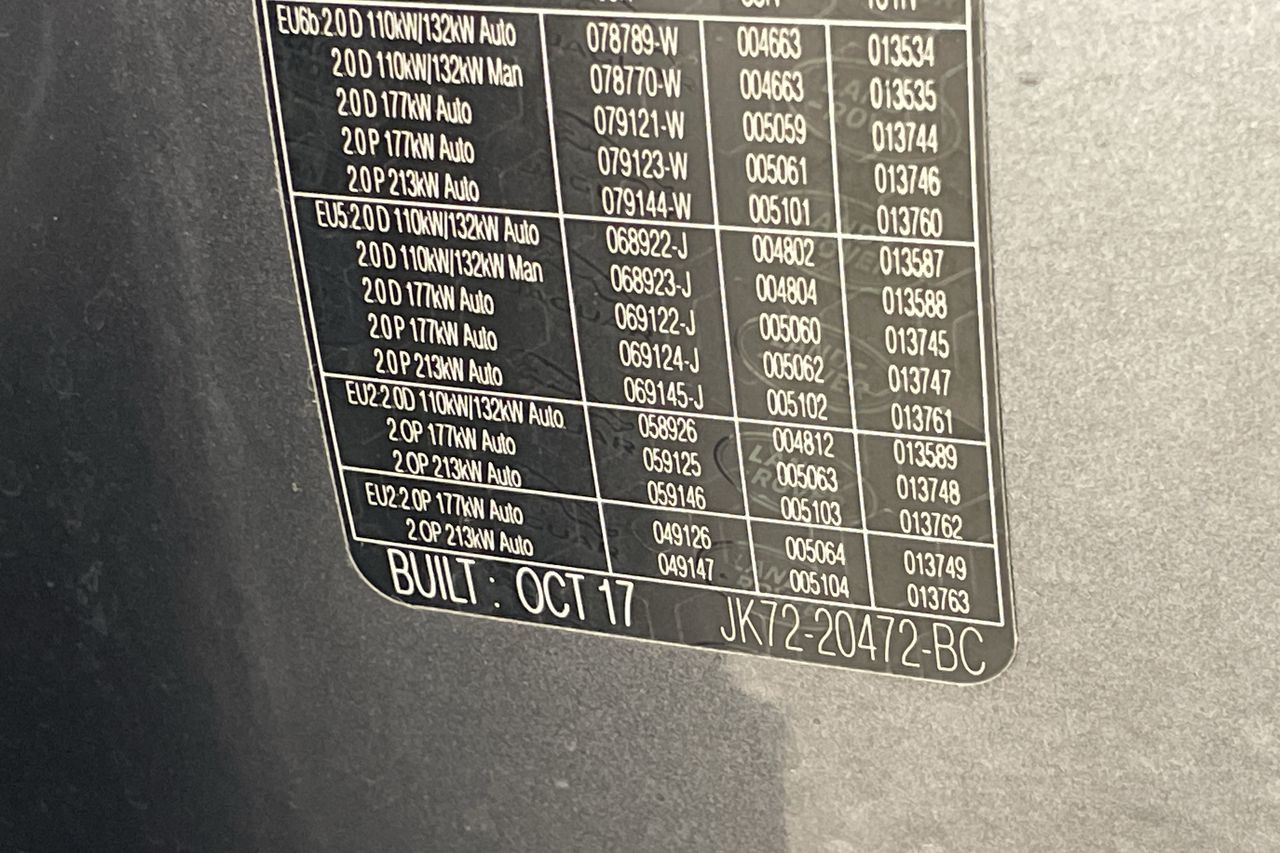 EU6b:2.0 D 110kW/132kW Auto 078789-W 004663 013534
2.0 D 110kW/132kW Man 078770-W 004663 013535
2.0 D 177kW Auto 079121-W 005059 013744
2.0 P 177kW Auto 079123-W 005061 013746
2.0 P 213kW Auto 079144-W 005101 013760
EU5:2.0 D 110kW/132kW Auto 068922-J 004802 013587
2.0 D 110kW/132kW Man 068923-J 004804 013588
2.0 D 177kW Auto 069122-J 005060 013745
2.0 P 177kW Auto 069124-J 005062 013747
2.0 P 213kW Auto 069145-J 005102 013761
EU2:2.0D 110kW/132kW Auto 058926 004812 013589
2.0P 177kW Auto 059125 005063 013748
2.0P 213kW Auto 059146 005103 013762
EU2:2.0P 177kW Auto 049126 005064 013749
2.0P 213kW Auto 049147 005104 013763
BUILT : OCT 17 JK72-20472-BC